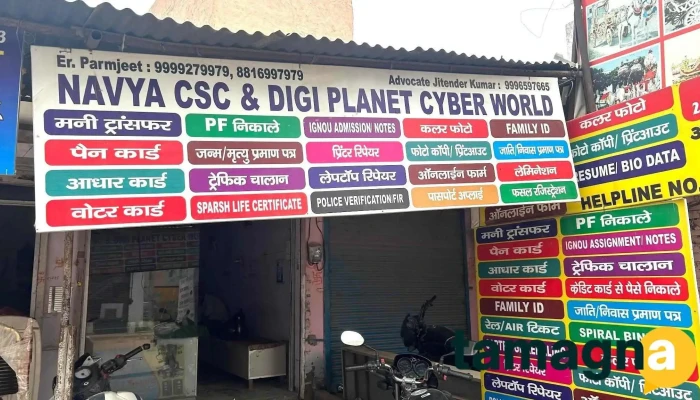 Er. Parmjeet : 9999279979, 8816997979
Advocate Jitender Kumar : 9996597665
NAVYA CSC & DIGI PLANET CYBER WORLD
मनी ट्रांसफर PF निकाले IGNOU ADMISSION NOTES कलर फोटो FAMILY ID
पैन कार्ड जन्म/मृत्यु प्रमाण पत्र प्रिंटर रिपेयर फोटो कॉपी/ प्रिंटआउट जाति/निवास प्रमाण पत्र
आधार कार्ड ट्रेफिक चालान लेपटॉप रिपेयर ऑनलाईन फार्म लेमिनेशन
वोटर कार्ड SPARSH LIFE CERTIFICATE POLICE VERIFICATION/FIR पासपोर्ट अप्लाई फसल रजिस्ट्रेशन
कलर फोटो
फोटो कॉपी/ प्रिंटआउट
RESUME/ BIO DATA
HELPLINE NO.
ऑनलाईन फार्म
मनी ट्रांसफर PF निकाले
पैन कार्ड IGNOU ASSIGNMENT/ NOTES
आधार कार्ड ट्रेफिक चालान
वोटर कार्ड क्रेडिट कार्ड से पैसे निकाले
FAMILY ID जाति/निवास प्रमाण पत्र
रेल/AIR टिकट SPIRAL BIN
लेपटॉप रिपेयर फोटो कॉपी/ प्रिंट
tamagna